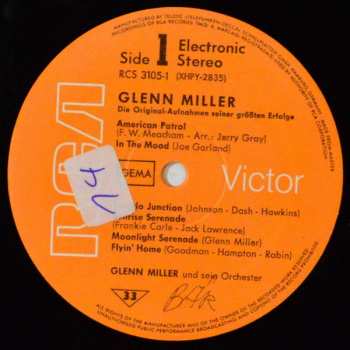 Side 1 Electronic
Stereo
RCS 3105-1 (XHPY-2835)
GLENN MILLER
Die Original-Aufnahmen seiner größten Erfolge
American Patrol
(F. W. Meacham - Arr.: Jerry Gray)
In The Mood (Joe Garland)
GEMA
RCA Victor
14
Junction (Johnson - Dash - Hawkins)
Serenade
(Frankie Carle - Jack Lawrence)
Moonlight Serenade (Glenn Miller)
Flyin' Home (Goodman - Hampton - Robin)
GLENN MILLER und sein Orchester
33